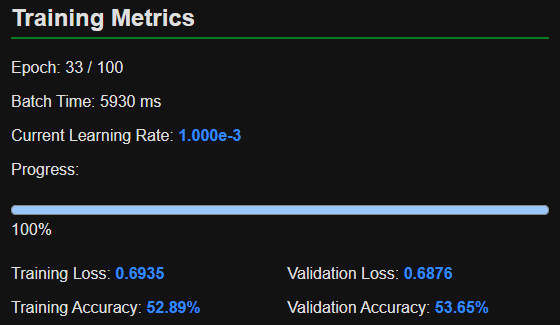 Training Metrics
Epoch: 33 / 100
Batch Time: 5930 ms
Current Learning Rate: 1.000e-3
Progress:
100%
Training Loss: 0.6935 Validation Loss: 0.6876
Training Accuracy: 52.89% Validation Accuracy: 53.65%